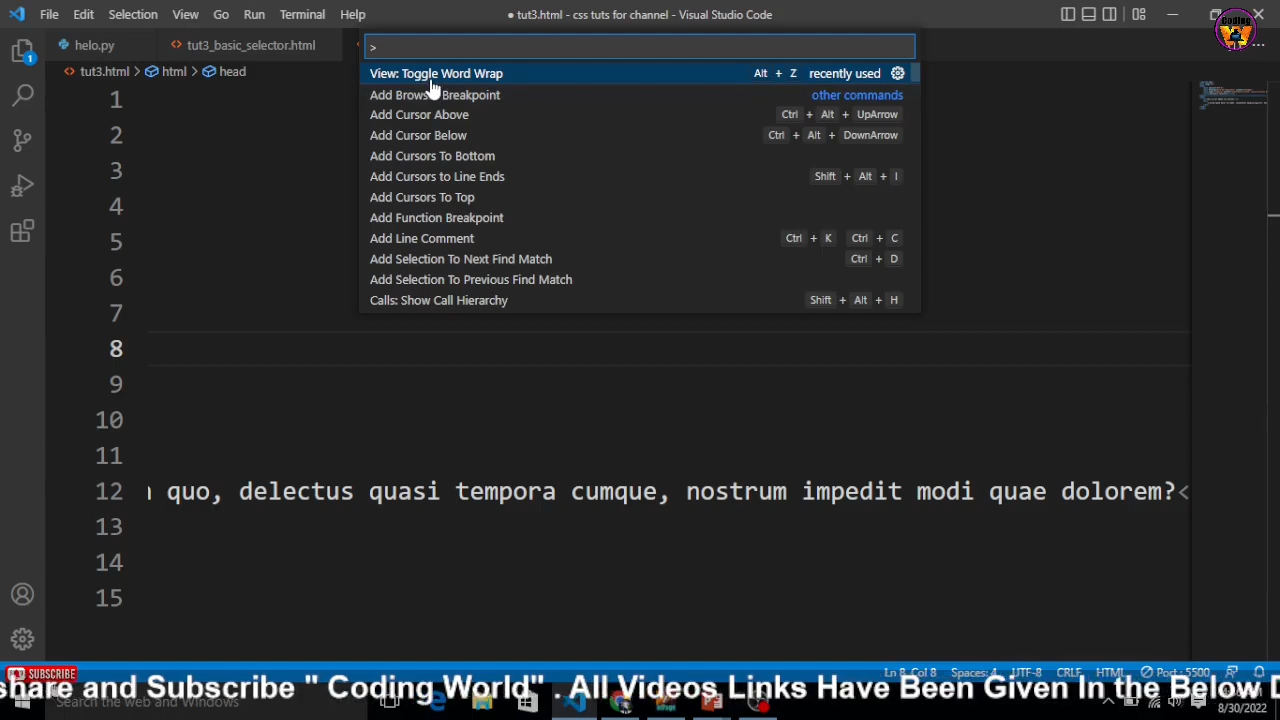 File Edit Selection View Go Run Terminal Help
● tut3.html - css tuts for channel - Visual Studio Code
Coding
1
helo.py
tut3_basic_selector.html
>
tut3.html > html > head
View: Toggle Word Wrap Alt + Z recently used
Add Browser Breakpoint other commands
Add Cursor Above Ctrl + Alt + UpArrow
Add Cursor Below Ctrl + Alt + DownArrow
Add Cursors To Bottom
Add Cursors to Line Ends Shift + Alt + I
Add Cursors To Top
Add Function Breakpoint
Add Line Comment Ctrl + K Ctrl + C
Add Selection To Next Find Match Ctrl + D
Add Selection To Previous Find Match
Calls: Show Call Hierarchy Shift + Alt + H
1
2
3
4
5
6
7
8
9
10
11
12 quo, delectus quasi tempora cumque, nostrum impedit modi quae dolorem?<
13
14
15
SUBSCRIBE
Ln 8, Col 8 Spaces: 4 UTF-8 CRLF HTML Port : 5500
share and Subscribe " Coding World" . All Videos Links Have Been Given In the Below D
Search the web and Windows
8/30/2022